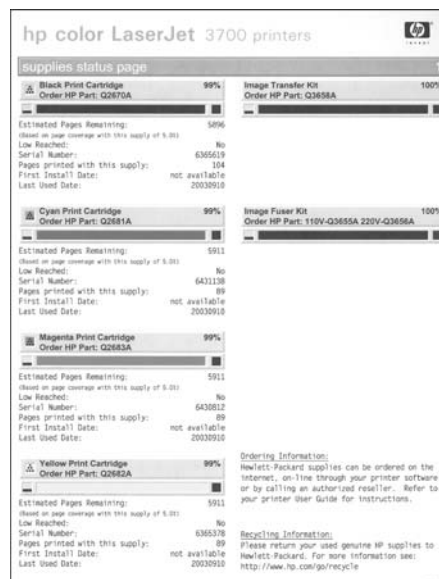 hp color LaserJet 3700 printers
hp
invent
supplies status page
Black Print Cartridge 99%
Order HP Part: Q2670A
Estimated Pages Remaining: 5896
(Based on page coverage with this supply of 5.0%)
Low Reached: No
Serial Number: 6365619
Pages printed with this supply: 104
First Install Date: not available
Last Used Date: 20030910
Cyan Print Cartridge 99%
Order HP Part: Q2681A
Estimated Pages Remaining: 5911
(Based on page coverage with this supply of 5.0%)
Low Reached: No
Serial Number: 6431138
Pages printed with this supply: 89
First Install Date: not available
Last Used Date: 20030910
Magenta Print Cartridge 99%
Order HP Part: Q2683A
Estimated Pages Remaining: 5911
(Based on page coverage with this supply of 5.0%)
Low Reached: No
Serial Number: 6430812
Pages printed with this supply: 89
First Install Date: not available
Last Used Date: 20030910
Yellow Print Cartridge 99%
Order HP Part: Q2682A
Estimated Pages Remaining: 5911
(Based on page coverage with this supply of 5.0%)
Low Reached: No
Serial Number: 6365378
Pages printed with this supply: 89
First Install Date: not available
Last Used Date: 20030910
Image Transfer Kit 100%
Order HP Part: Q3658A
Image Fuser Kit 100%
Order HP Part: 110V-Q3655A 220V-Q3656A
Ordering Information:
Hewlett-Packard supplies can be ordered on the
internet, on-line through your printer software
or by calling an authorized reseller. Refer to
your printer User Guide for instructions.
Recycling Information:
Please return your used genuine HP supplies to
Hewlett-Packard. For more information see:
http://www.hp.com/go/recycle